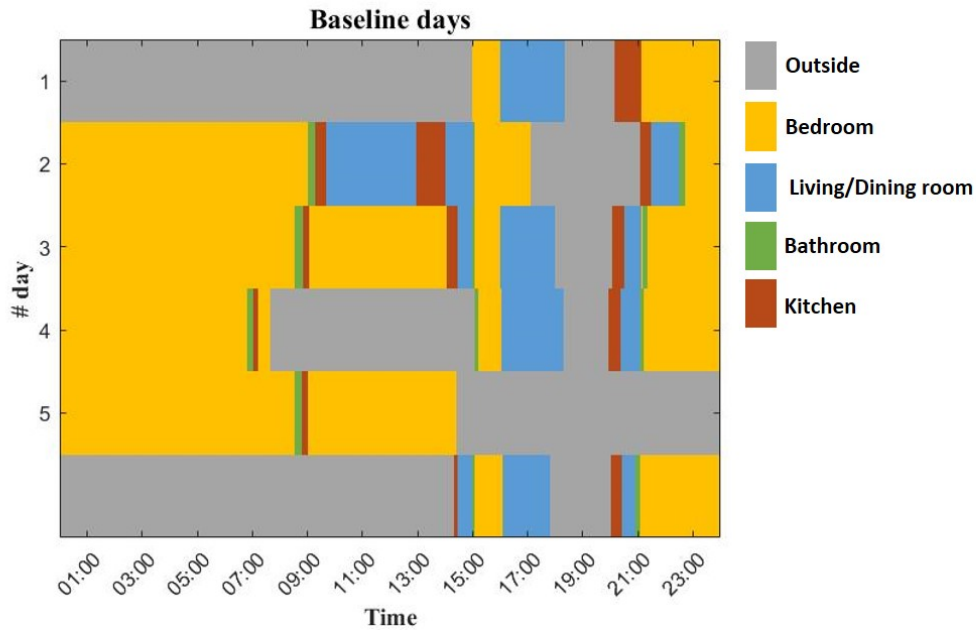 Baseline days
Outside
Bedroom
Living/Dining room
Bathroom
Kitchen
# day
1
2
3
4
5
01:00
03:00
05:00
07:00
09:00
11:00
13:00
15:00
17:00
19:00
21:00
23:00
Time